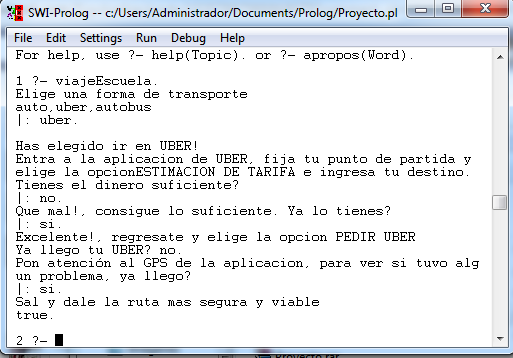 SWI-Prolog -- c:/Users/Administrador/Documents/Prolog/Proyecto.pl
File Edit Settings Run Debug Help
For help, use ?- help(Topic). or ?- apropos(Word).
1 ?- viajeEscuela.
Elige una forma de transporte
auto,uber,autobus
|: uber.
Has elegido ir en UBER!
Entra a la aplicacion de UBER, fija tu punto de partida y
elige la opcionESTIMACION DE TARIFA e ingresa tu destino.
Tienes el dinero suficiente?
|: no.
Que mal!, consigue lo suficiente. Ya lo tienes?
|: si.
Excelente!, regresate y elige la opcion PEDIR UBER
Ya llego tu UBER? no.
Pon atención al GPS de la aplicacion, para ver si tuvo alg
un problema, ya llego?
|: si.
Sal y dale la ruta mas segura y viable
true.
2 ?-
Proyecto.rar